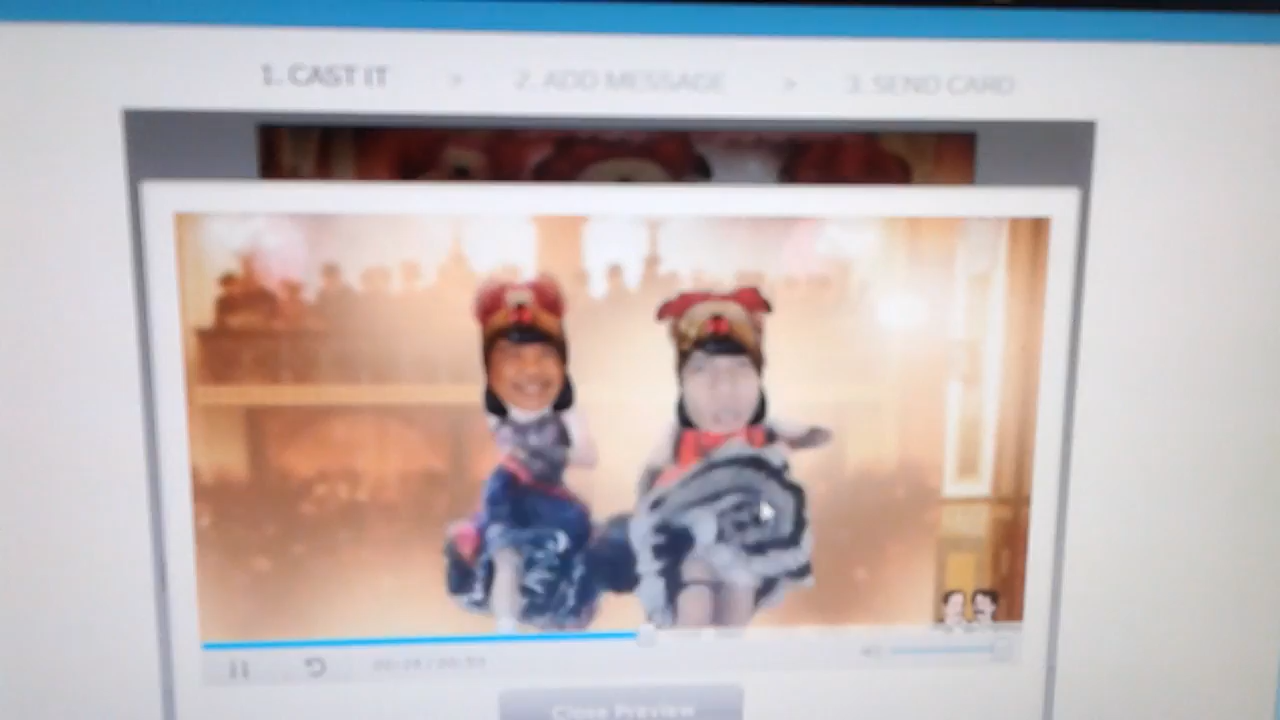 1. CAST IT > 2. ADD MESSAGE > 3. SEND CARD
Close Preview